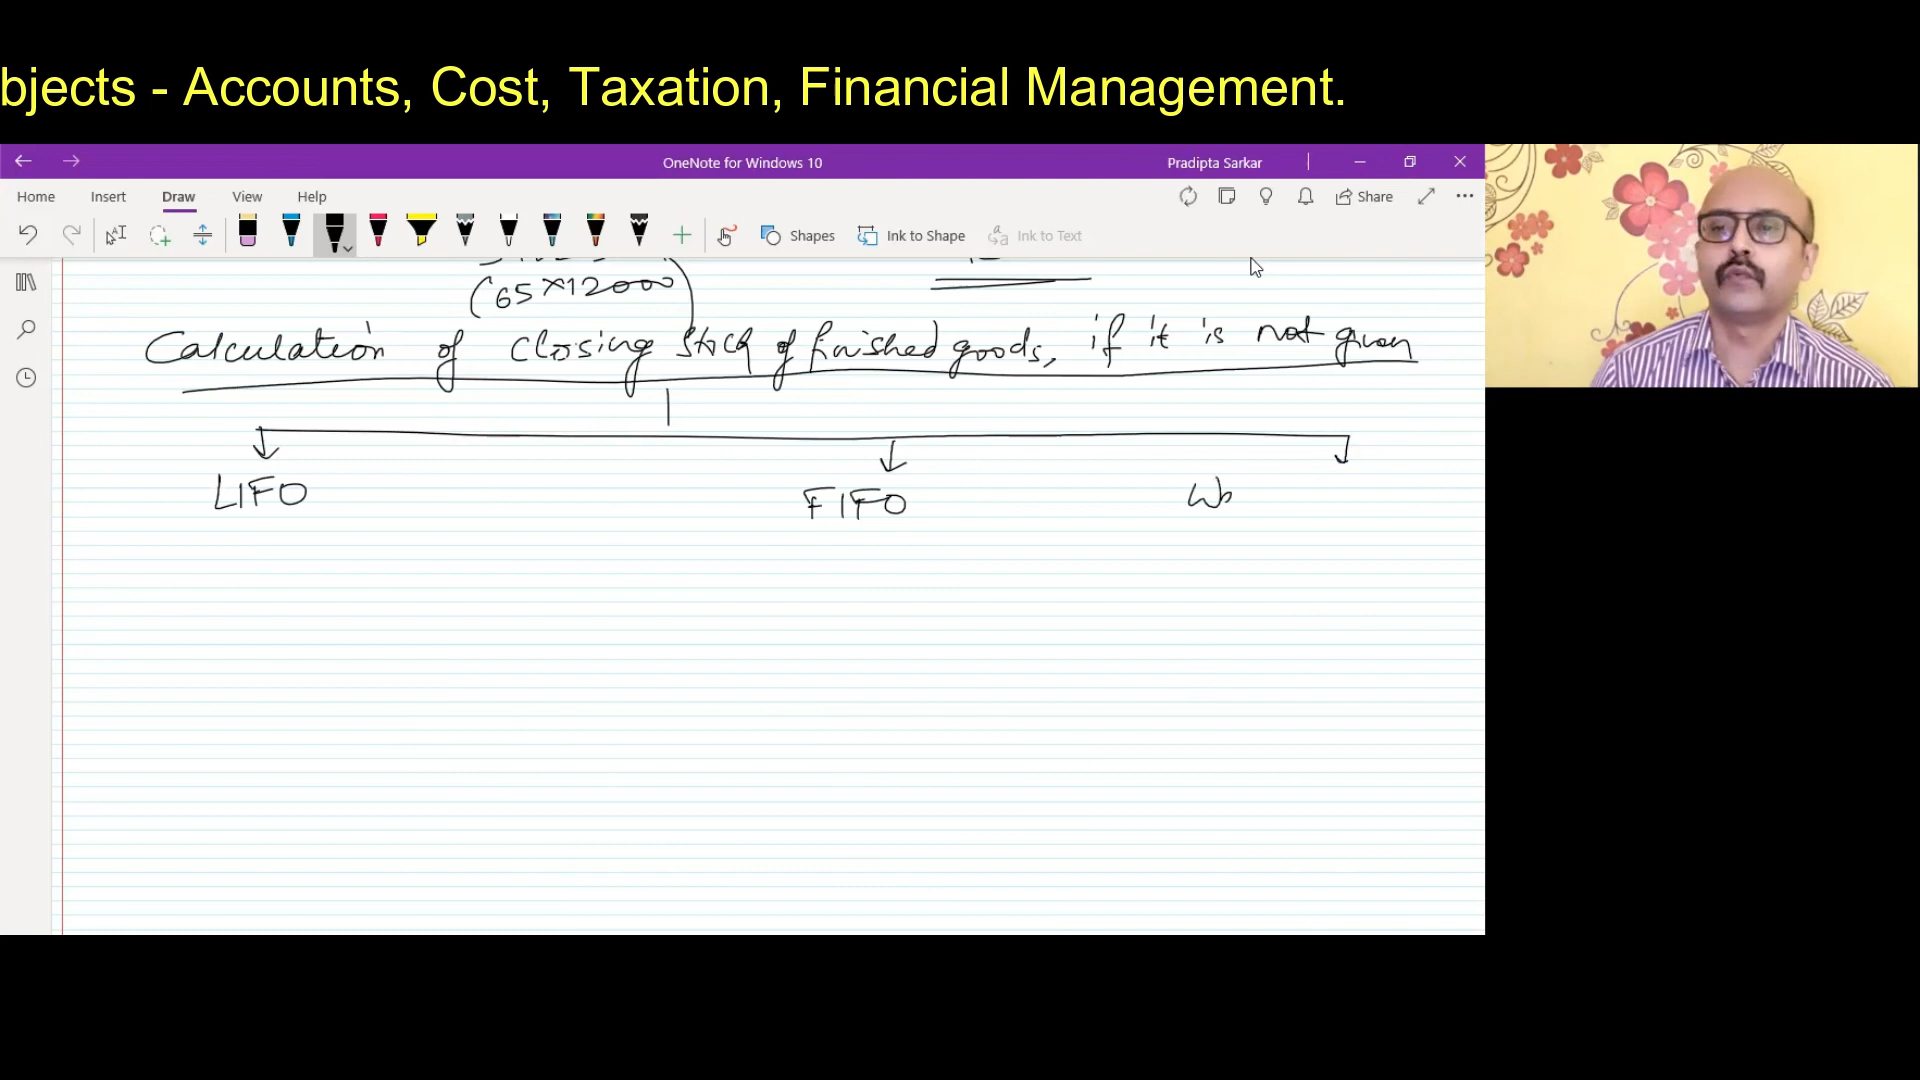 bjects - Accounts, Cost, Taxation, Financial Management.
OneNote for Windows 10
Pradipta Sarkar
Home Insert Draw View Help
Share
Shapes Ink to Shape Ink to Text
(65×12000)
Calculation of closing stock of finished goods, if it is not given
LIFO FIFO